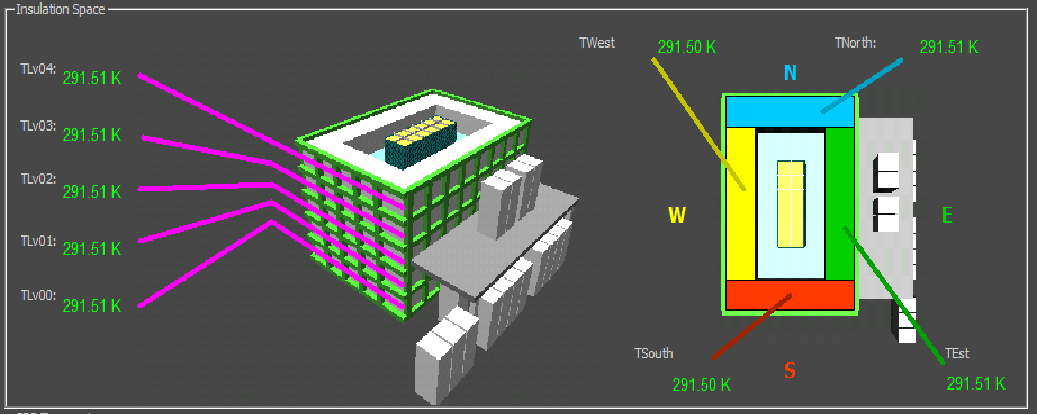 Insulation Space
TLv04:
291.51 K
TLv03:
291.51 K
TLv02:
291.51 K
TLv01:
291.51 K
TLv00:
291.51 K
TWest
291.50 K
TNorth:
291.51 K
N
W
E
S
TSouth
291.50 K
TEst
291.51 K